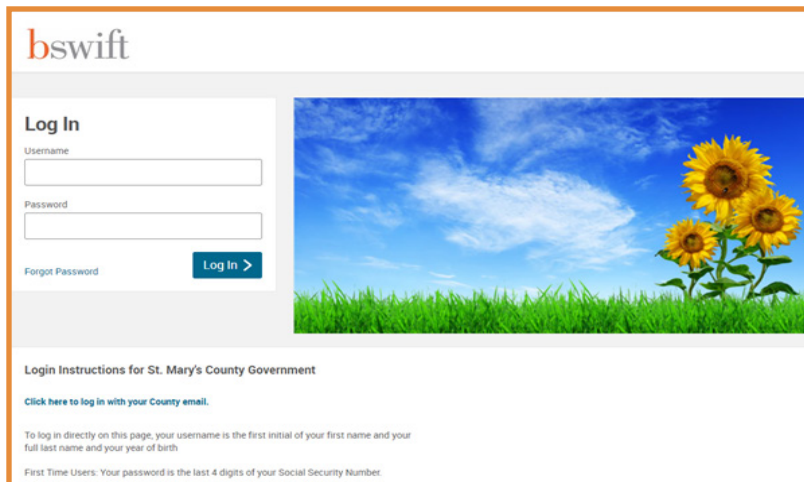 bswift
Log In
Username
Password
Forgot Password
Log In
Login Instructions for St. Mary's County Government
Click here to log in with your County email.
To log in directly on this page, your username is the first initial of your first name and your
full last name and your year of birth
First Time Users: Your password is the last 4 digits of your Social Security Number.